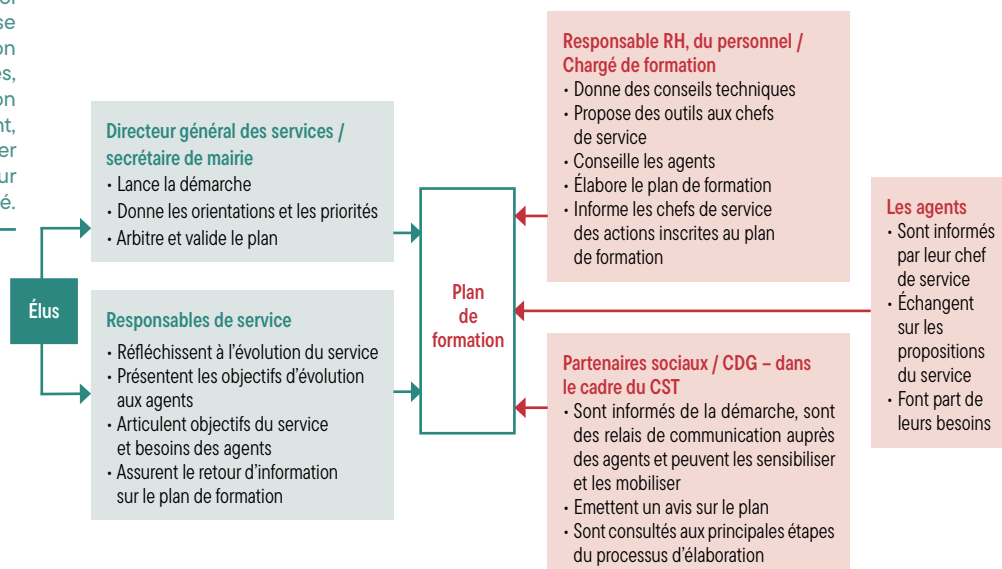 se
on
es,
on
nt,
er
ur
é.
Élus
Directeur général des services /
secrétaire de mairie
· Lance la démarche
· Donne les orientations et les priorités
· Arbitre et valide le plan
Responsables de service
· Réfléchissent à l’évolution du service
· Présentent les objectifs d’évolution
aux agents
· Articulent objectifs du service
et besoins des agents
· Assurent le retour d’information
sur le plan de formation
Plan
de
formation
Responsable RH, du personnel /
Chargé de formation
· Donne des conseils techniques
· Propose des outils aux chefs
de service
· Conseille les agents
· Élabore le plan de formation
· Informe les chefs de service
des actions inscrites au plan
de formation
Partenaires sociaux / CDG – dans
le cadre du CST
· Sont informés de la démarche, sont
des relais de communication auprès
des agents et peuvent les sensibiliser
et les mobiliser
· Emettent un avis sur le plan
· Sont consultés aux principales étapes
du processus d’élaboration
Les agents
· Sont informés
par leur chef
de service
· Échangent
sur les
propositions
du service
· Font part de
leurs besoins